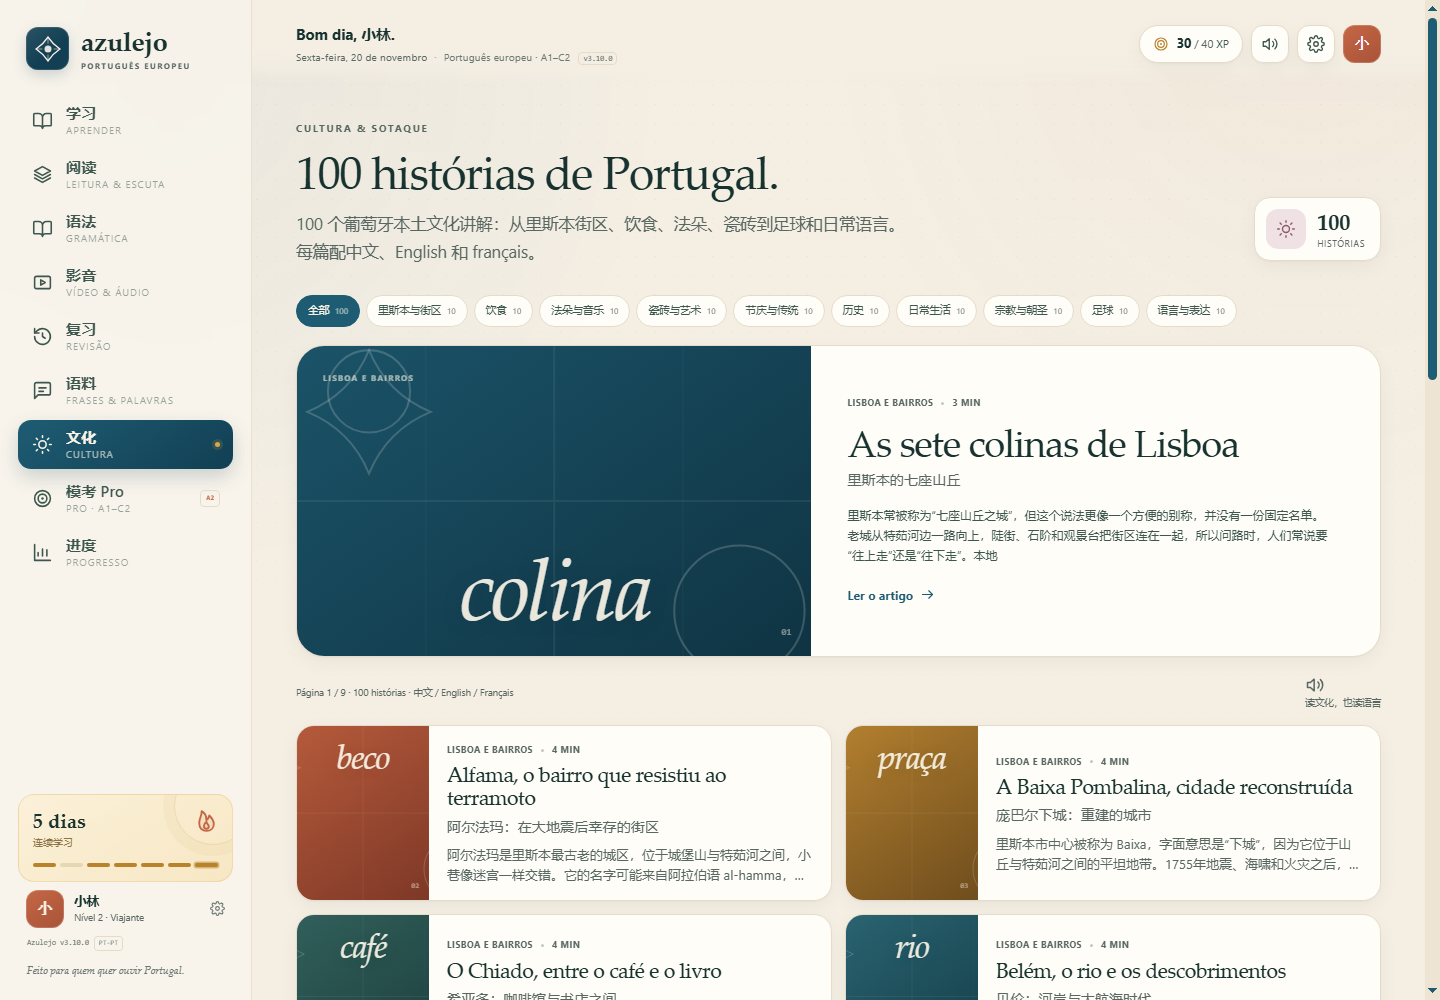 azulejo
PORTUGUÊS EUROPEU
学习
APRENDER
阅读
LEITURA & ESCUTA
语法
GRAMÁTICA
影音
VÍDEO & ÁUDIO
复习
REVISÃO
语料
FRASES & PALAVRAS
文化
CULTURA
模考 Pro
PRO · A1–C2
A2
进度
PROGRESSO
5 dias
连续学习
小
小林
Nível 2 · Viajante
Azulejo v3.10.0 PT-PT
Feito para quem quer ouvir Portugal.
Bom dia, 小林.
Sexta-feira, 20 de novembro · Português europeu · A1–C2 v3.10.0
30 / 40 XP
小
CULTURA & SOTAQUE
100 histórias de Portugal.
100 个葡萄牙本土文化讲解：从里斯本街区、饮食、法朵、瓷砖到足球和日常语言。
每篇配中文、English 和 français。
100
HISTÓRIAS
全部 100
里斯本与街区 10
饮食 10
法朵与音乐 10
瓷砖与艺术 10
节庆与传统 10
历史 10
日常生活 10
宗教与朝圣 10
足球 10
语言与表达 10
LISBOA E BAIRROS
colina
01
LISBOA E BAIRROS • 3 MIN
As sete colinas de Lisboa
里斯本的七座山丘
里斯本常被称为“七座山丘之城”，但这个说法更像一个方便的别称，并没有一份固定名单。
老城从特茹河边一路向上，陡街、石阶和观景台把街区连在一起，所以问路时，人们常说要
“往上走”还是“往下走”。本地
Ler o artigo →
Página 1 / 9 · 100 histórias · 中文 / English / Français
读文化，也读语言
beco
02
LISBOA E BAIRROS • 4 MIN
Alfama, o bairro que resistiu ao
terramoto
阿尔法玛：在大地震后幸存的街区
阿尔法玛是里斯本最古老的城区，位于城堡山与特茹河之间，小
巷像迷宫一样交错。它的名字可能来自阿拉伯语 al-hamma，...
praça
03
LISBOA E BAIRROS • 4 MIN
A Baixa Pombalina, cidade reconstruída
庞巴尔下城：重建的城市
里斯本市中心被称为 Baixa，字面意思是“下城”，因为它位于山
丘与特茹河之间的平坦地带。1755年地震、海啸和火灾之后，...
café
LISBOA E BAIRROS • 4 MIN
O Chiado, entre o café e o livro
希亚多：咖啡馆与书店之间
rio
LISBOA E BAIRROS • 4 MIN
Belém, o rio e os descobrimentos
贝伦：河岸与大航海时代